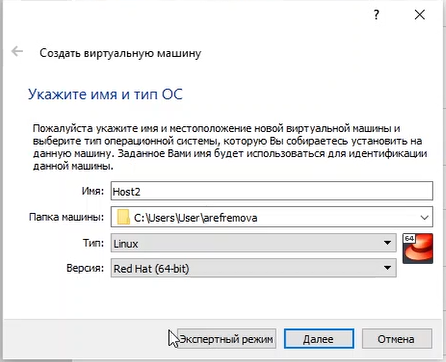 ?
Создать виртуальную машину
Укажите имя и тип ОС
Пожалуйста укажите имя и местоположение новой виртуальной машины и
выберите тип операционной системы, которую Вы собираетесь установить на
данную машину. Заданное Вами имя будет использоваться для идентификации
данной машины.
Имя: Host2
Папка машины: C:\Users\User\arefremova
Тип: Linux
64
Версия: Red Hat (64-bit)
Экспертный режим Далее Отмена